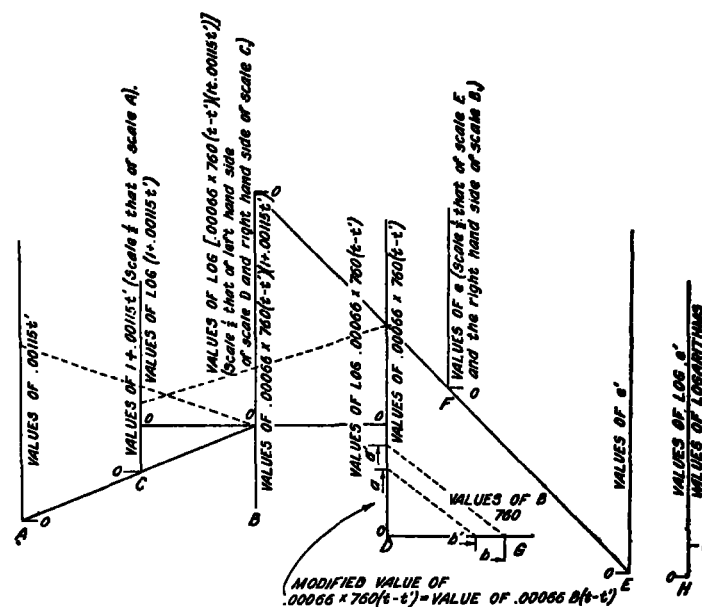 VALUES OF .00115t'
VALUES OF 1+.00115t' (Scale ½ that of scale A).
VALUES OF LOG (1+.00115t')
VALUES OF LOG [.00066 x 760(t-t')(1t.00115t')]
(Scale ½ that of left hand side
of scale D and right hand side of scale C.)
VALUES OF .00066 x 760(t-t')(1+.00115t')
VALUES OF LOG .00066 x 760(t-t')
VALUES OF .00066 x 760(t-t')
VALUES OF e (Scale ½ that of scale E
and the right hand side of scale B.)
VALUES OF e'
VALUES OF LOG e'
VALUES OF LOGARITHMS
0
0
0
0
0
F
0
0
C
a'
a
VALUES OF B
760
0
A
B
0
D
b'
b
G
0
E
0
H
MODIFIED VALUE OF
.00066 x 760(t-t') = VALUE OF .00066 B(t-t')